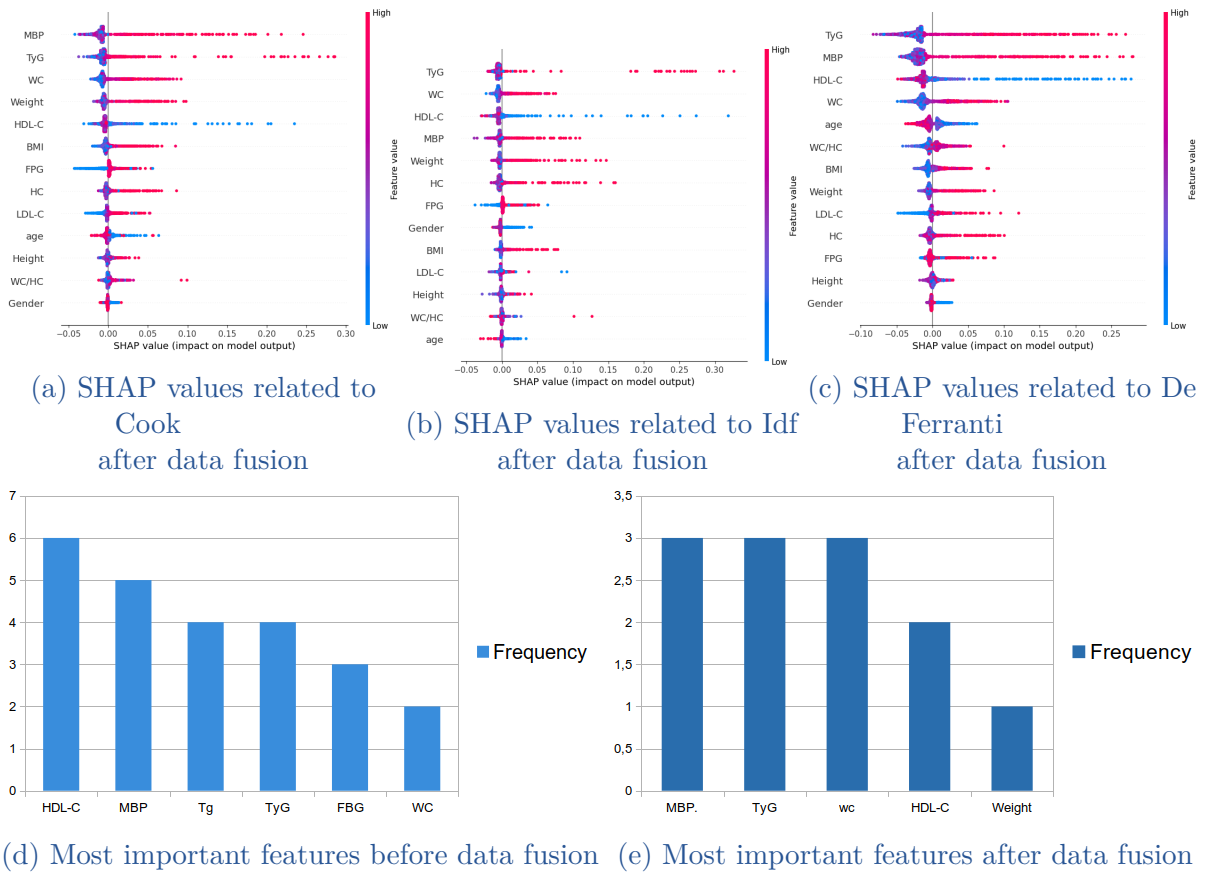 High
MBP
TyG
WC
Weight
HDL-C
BMI
FPG
HC
LDL-C
age
Height
WC/HC
Gender
Feature value
Low
−0.05 0.00 0.05 0.10 0.15 0.20 0.25 0.30
SHAP value (impact on model output)
(a) SHAP values related to
Cook
after data fusion
High
TyG
WC
HDL-C
MBP
Weight
HC
FPG
Gender
BMI
LDL-C
Height
WC/HC
age
Feature value
Low
−0.05 0.00 0.05 0.10 0.15 0.20 0.25 0.30
SHAP value (impact on model output)
(b) SHAP values related to Idf
after data fusion
High
TyG
MBP
HDL-C
WC
age
WC/HC
BMI
Weight
LDL-C
HC
FPG
Height
Gender
Feature value
Low
−0.10 −0.05 0.00 0.05 0.10 0.15 0.20 0.25
SHAP value (impact on model output)
(c) SHAP values related to De
Ferranti
after data fusion
7
6
5
4
3
2
1
0
HDL-C MBP Tg TyG FBG WC
Frequency
(d) Most important features before data fusion
3,5
3
2,5
2
1,5
1
0,5
0
MBP. TyG wc HDL-C Weight
Frequency
(e) Most important features after data fusion